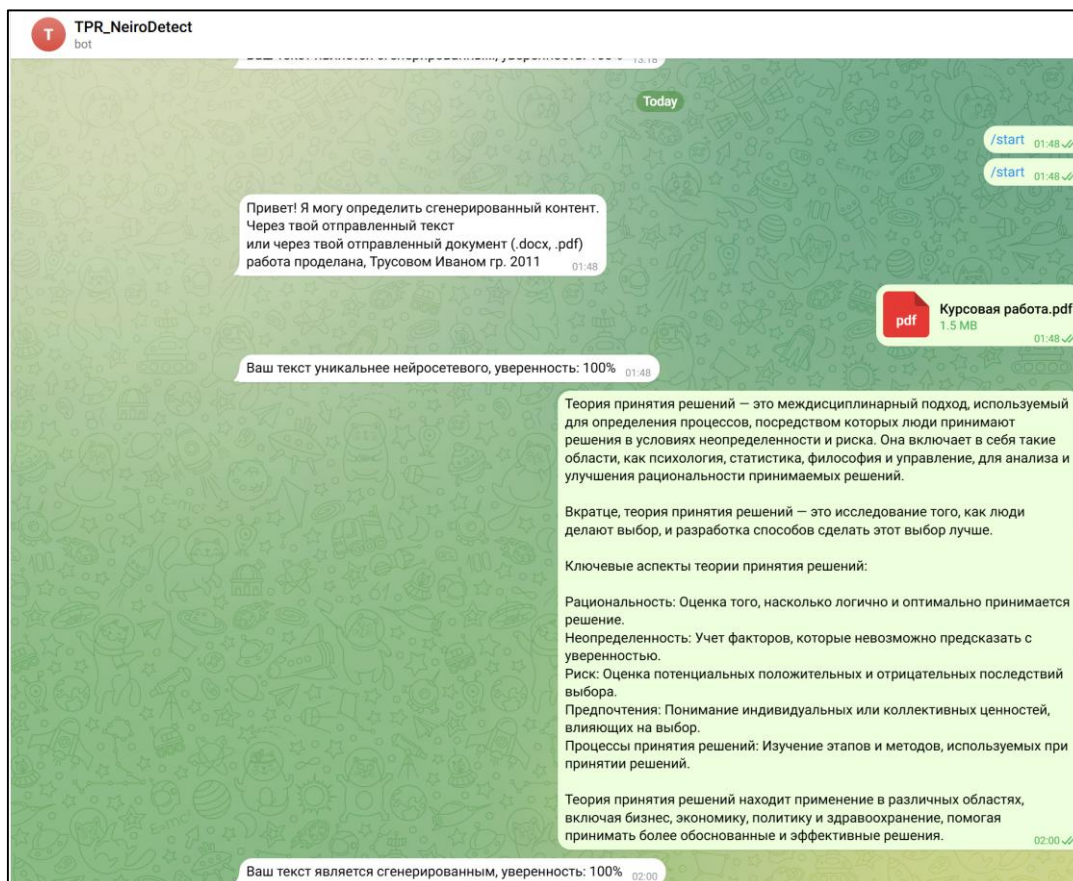 T
TPR_NeiroDetect
bot
Ваш текст является сгенерированным, уверенность: 100% 13:18
Today
/start 01:48
/start 01:48
Привет! Я могу определить сгенерированный контент.
Через твой отправленный текст
или через твой отправленный документ (.docx, .pdf)
работа проделана, Трусовом Иваном гр. 2011 01:48
pdf
Курсовая работа.pdf
1.5 MB
01:48
Ваш текст уникальнее нейросетевого, уверенность: 100% 01:48
Теория принятия решений — это междисциплинарный подход, используемый
для определения процессов, посредством которых люди принимают
решения в условиях неопределенности и риска. Она включает в себя такие
области, как психология, статистика, философия и управление, для анализа и
улучшения рациональности принимаемых решений.
Вкратце, теория принятия решений — это исследование того, как люди
делают выбор, и разработка способов сделать этот выбор лучше.
Ключевые аспекты теории принятия решений:
Рациональность: Оценка того, насколько логично и оптимально принимается
решение.
Неопределенность: Учет факторов, которые невозможно предсказать с
уверенностью.
Риск: Оценка потенциальных положительных и отрицательных последствий
выбора.
Предпочтения: Понимание индивидуальных или коллективных ценностей,
влияющих на выбор.
Процессы принятия решений: Изучение этапов и методов, используемых при
принятии решений.
Теория принятия решений находит применение в различных областях,
включая бизнес, экономику, политику и здравоохранение, помогая
принимать более обоснованные и эффективные решения. 02:00
Ваш текст является сгенерированным, уверенность: 100% 02:00